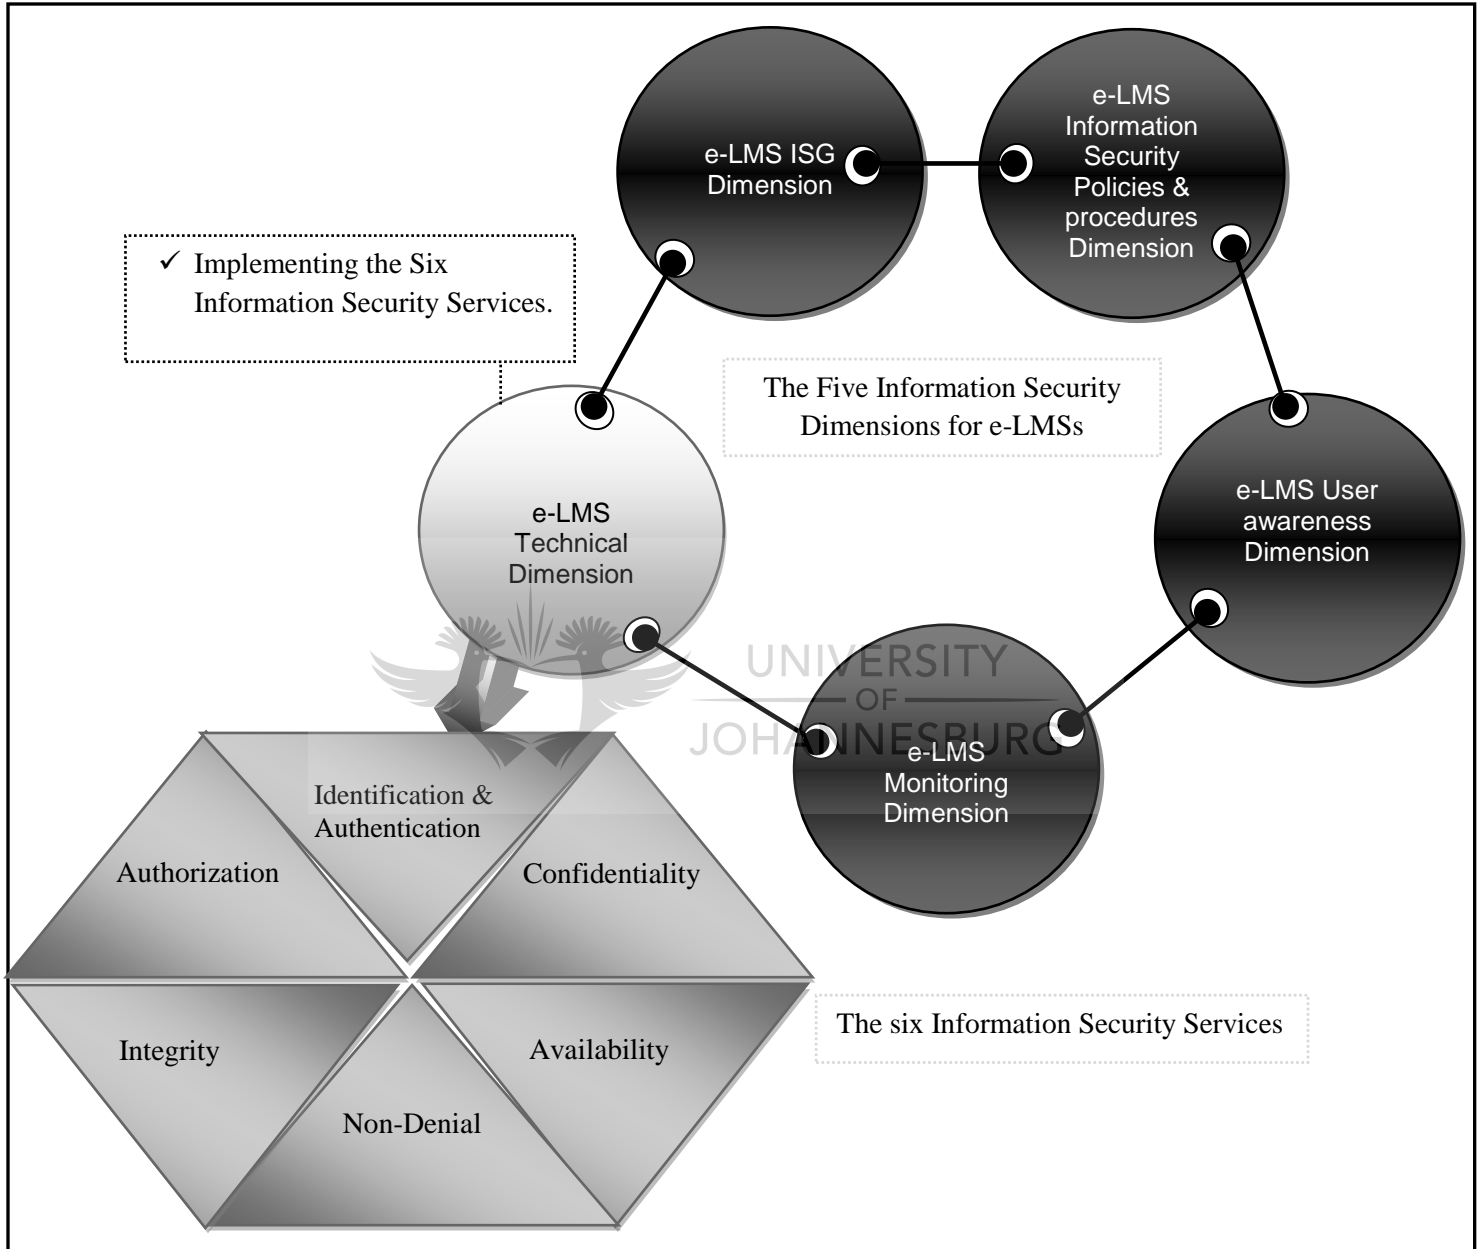 e-LMS ISG
Dimension
e-LMS
Information
Security
Policies &
procedures
Dimension
✓ Implementing the Six
Information Security Services.
The Five Information Security
Dimensions for e-LMSs
e-LMS
Technical
Dimension
e-LMS User
awareness
Dimension
UNIVERSITY
OF
JOHANNESBURG
e-LMS
Monitoring
Dimension
Identification &
Authentication
Authorization
Confidentiality
Integrity
Availability
Non-Denial
The six Information Security Services